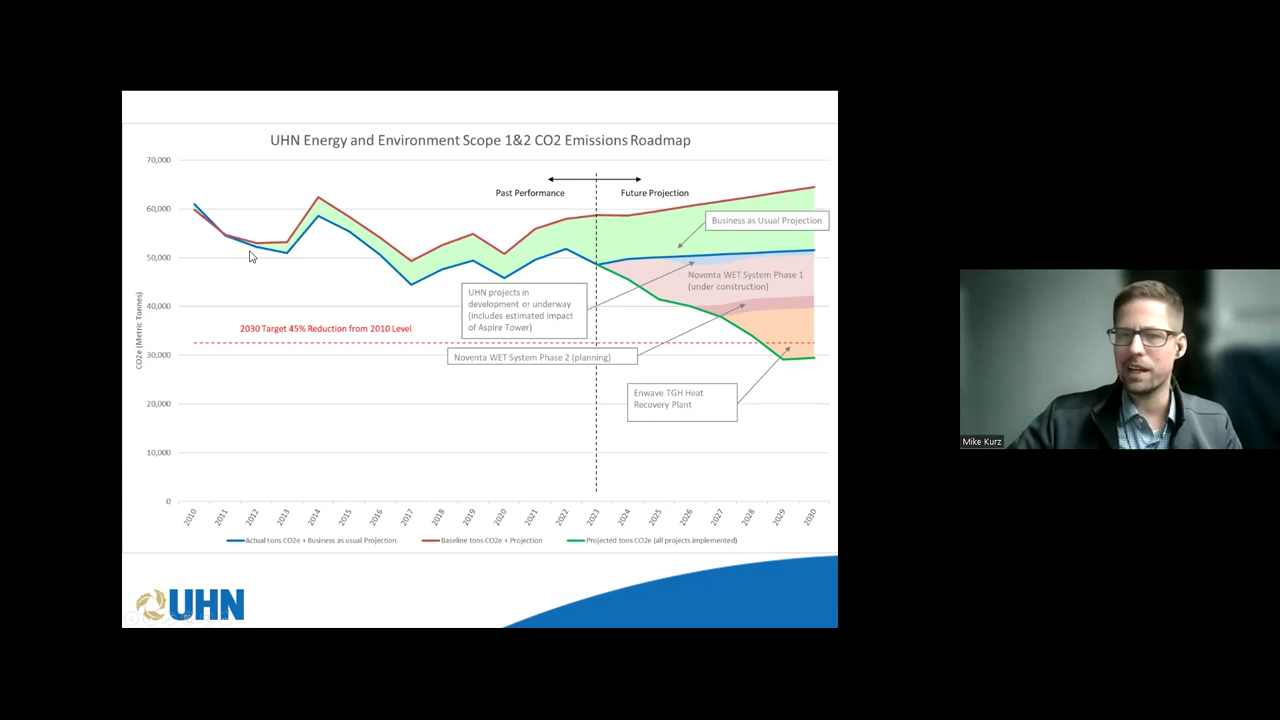 UHN Energy and Environment Scope 1&2 CO2 Emissions Roadmap
70,000
60,000
50,000
40,000
30,000
20,000
10,000
0
CO2e (Metric Tonnes)
Past Performance
Future Projection
Business as Usual Projection
Noventa WET System Phase 1
(under construction)
UHN projects in
development or underway
(includes estimated impact
of Aspire Tower)
2030 Target 45% Reduction from 2010 Level
Noventa WET System Phase 2 (planning)
Enwave TGH Heat
Recovery Plant
2010
2011
2012
2013
2014
2015
2016
2017
2018
2019
2020
2021
2022
2023
2024
2025
2026
2027
2028
2029
2030
Actual tons CO2e + Business as usual Projection
Baseline tons CO2e + Projection
Projected tons CO2e (all projects implemented)
UHN
Mike Kurz